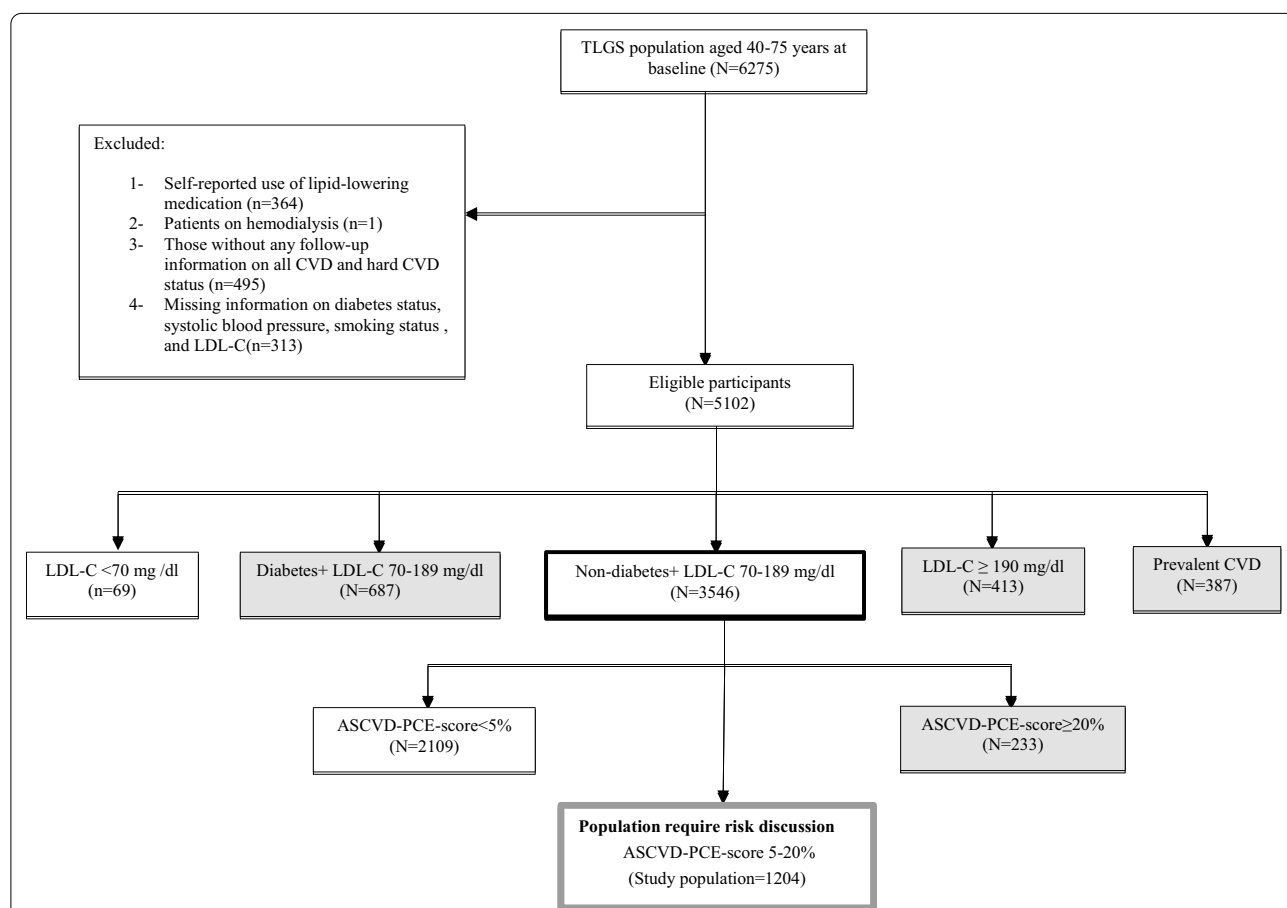 TLGS population aged 40-75 years at
baseline (N=6275)
Excluded:
1- Self-reported use of lipid-lowering
medication (n=364)
2- Patients on hemodialysis (n=1)
3- Those without any follow-up
information on all CVD and hard CVD
status (n=495)
4- Missing information on diabetes status,
systolic blood pressure, smoking status ,
and LDL-C(n=313)
Eligible participants
(N=5102)
LDL-C <70 mg /dl
(n=69)
Diabetes+ LDL-C 70-189 mg/dl
(N=687)
Non-diabetes+ LDL-C 70-189 mg/dl
(N=3546)
LDL-C ≥ 190 mg/dl
(N=413)
Prevalent CVD
(N=387)
ASCVD-PCE-score<5%
(N=2109)
ASCVD-PCE-score≥20%
(N=233)
Population require risk discussion
ASCVD-PCE-score 5-20%
(Study population=1204)